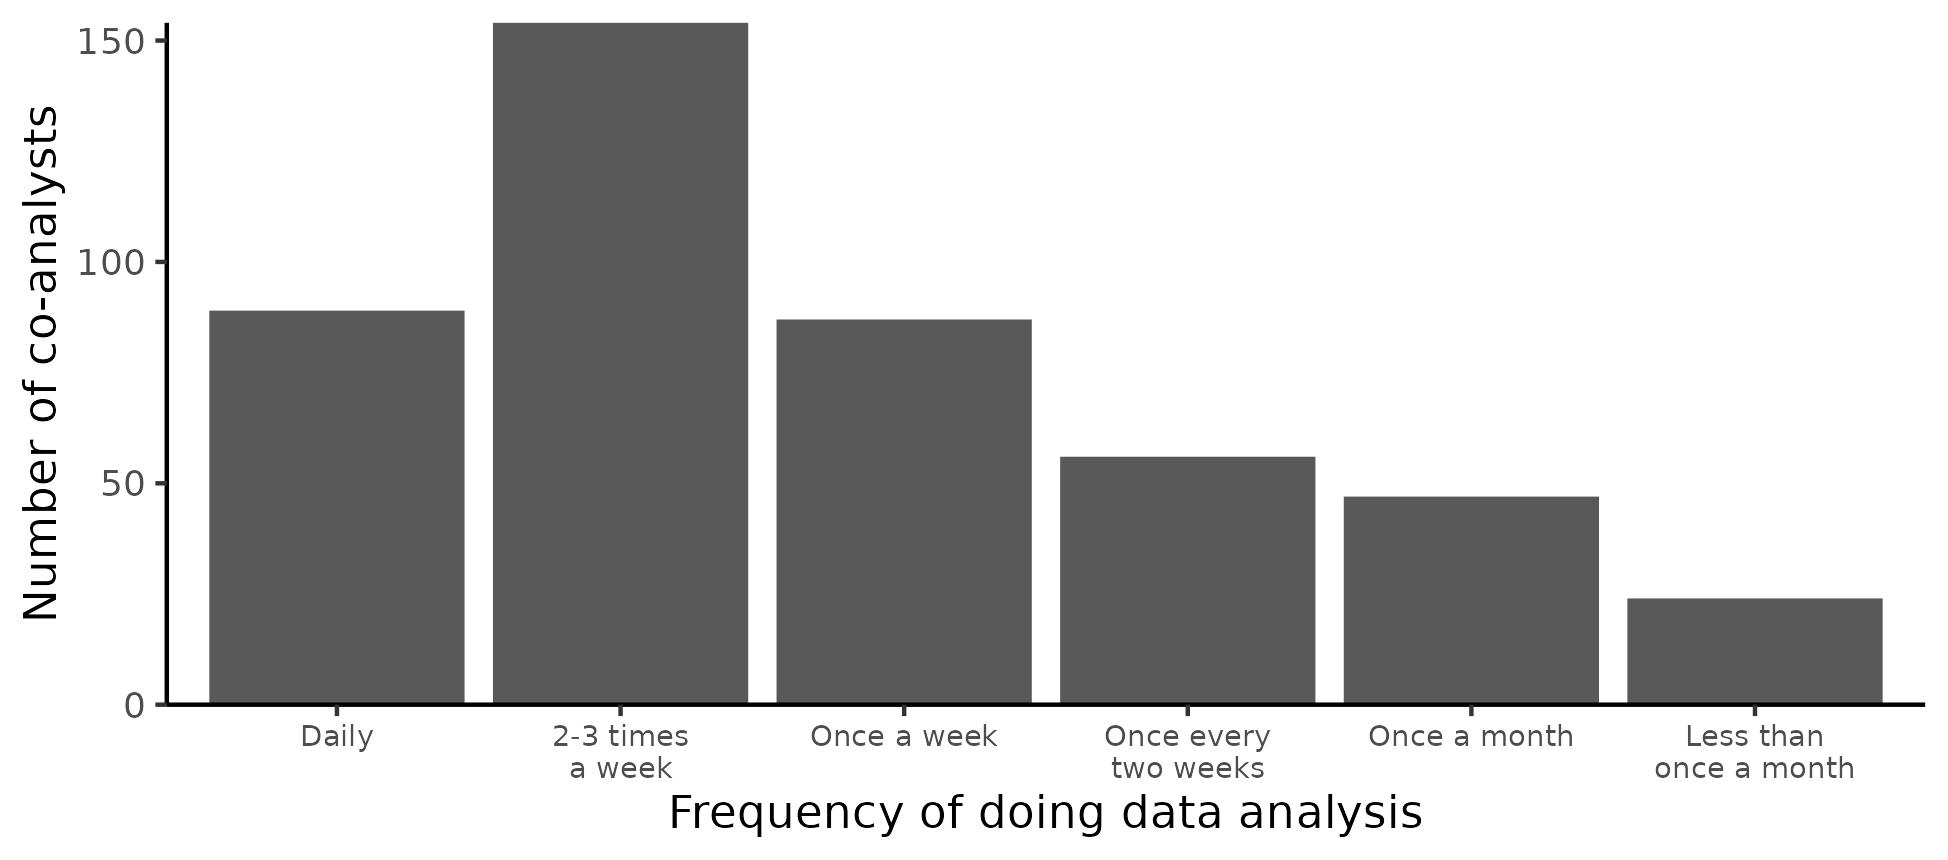 Number of co-analysts
150
100
50
0
Daily
2-3 times
a week
Once a week
Once every
two weeks
Once a month
Less than
once a month
Frequency of doing data analysis